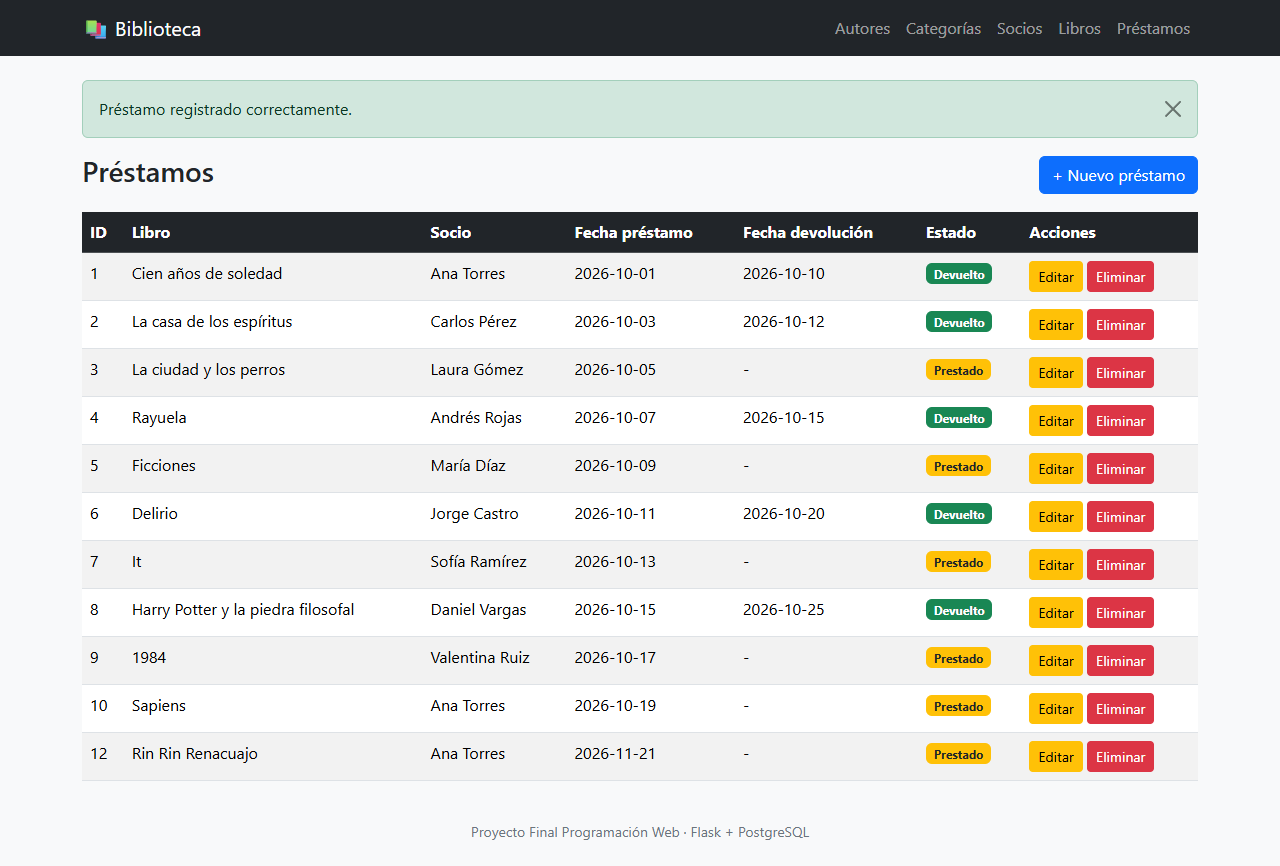 Biblioteca Autores Categorías Socios Libros Préstamos
Préstamo registrado correctamente.
Préstamos + Nuevo préstamo
ID Libro Socio Fecha préstamo Fecha devolución Estado Acciones
1 Cien años de soledad Ana Torres 2026-10-01 2026-10-10 Devuelto Editar Eliminar
2 La casa de los espíritus Carlos Pérez 2026-10-03 2026-10-12 Devuelto Editar Eliminar
3 La ciudad y los perros Laura Gómez 2026-10-05 - Prestado Editar Eliminar
4 Rayuela Andrés Rojas 2026-10-07 2026-10-15 Devuelto Editar Eliminar
5 Ficciones María Díaz 2026-10-09 - Prestado Editar Eliminar
6 Delirio Jorge Castro 2026-10-11 2026-10-20 Devuelto Editar Eliminar
7 It Sofía Ramírez 2026-10-13 - Prestado Editar Eliminar
8 Harry Potter y la piedra filosofal Daniel Vargas 2026-10-15 2026-10-25 Devuelto Editar Eliminar
9 1984 Valentina Ruiz 2026-10-17 - Prestado Editar Eliminar
10 Sapiens Ana Torres 2026-10-19 - Prestado Editar Eliminar
12 Rin Rin Renacuajo Ana Torres 2026-11-21 - Prestado Editar Eliminar
Proyecto Final Programación Web · Flask + PostgreSQL